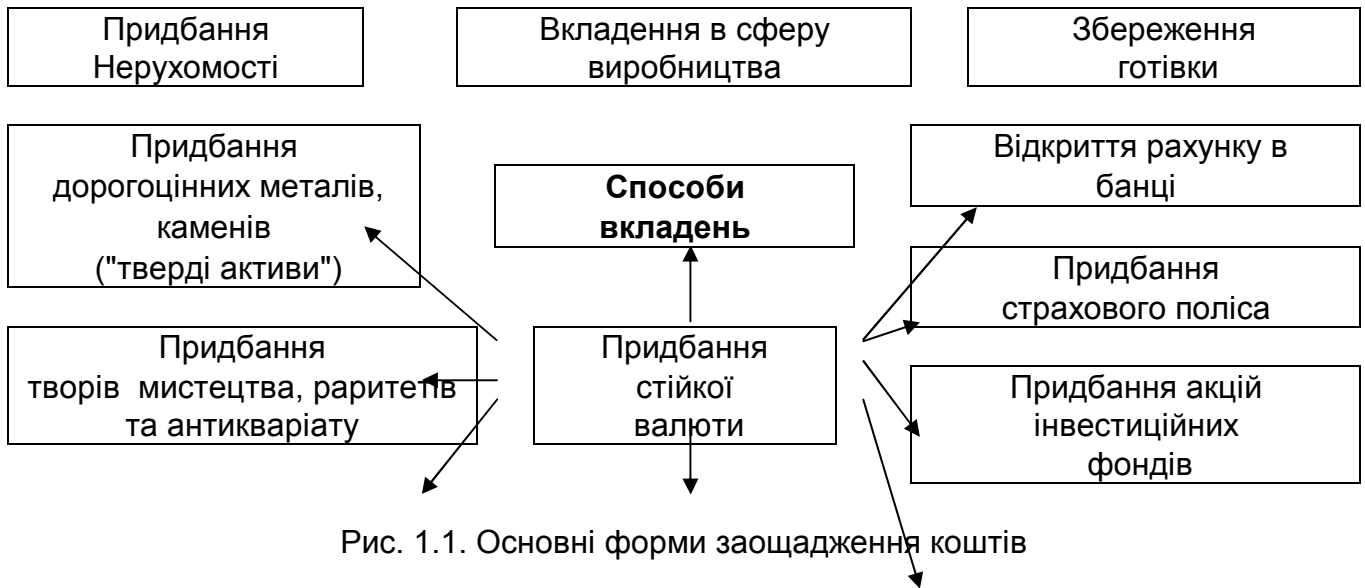 Придбання
Нерухомості
Вкладення в сферу
виробництва
Збереження
готівки
Придбання
дорогоцінних металів,
каменів
("тверді активи")
Способи
вкладень
Відкриття рахунку в
банці
Придбання
страхового поліса
Придбання
творів мистецтва, раритетів
та антикваріату
Придбання
стійкої
валюти
Придбання акцій
інвестиційних
фондів
Рис. 1.1. Основні форми заощадження коштів